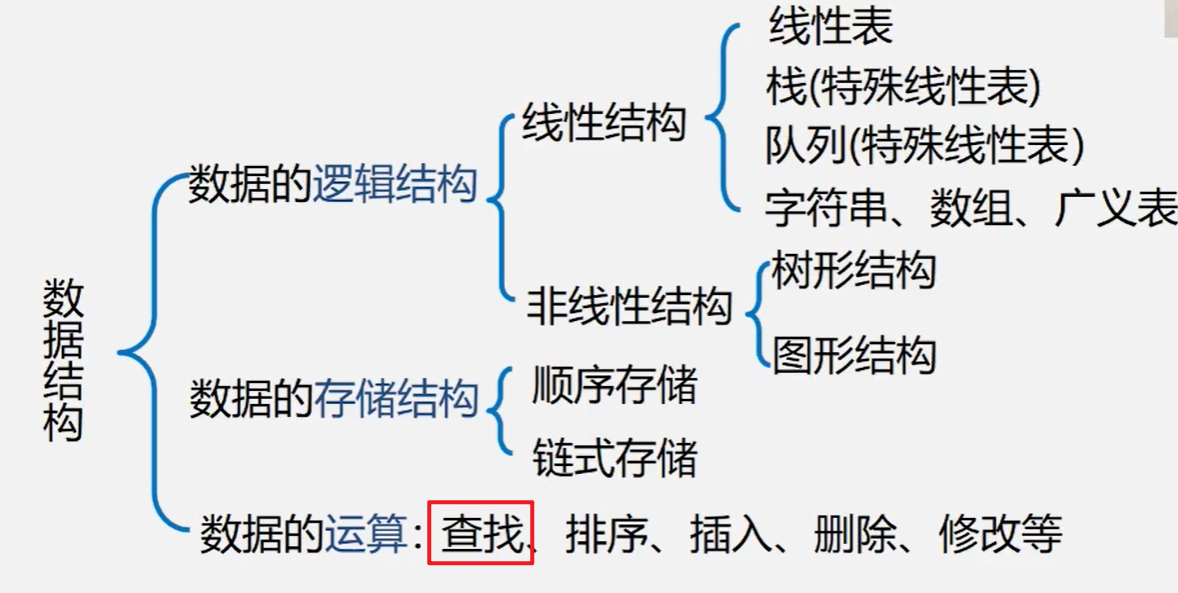 线性表
栈(特殊线性表)
线性结构
队列(特殊线性表）
数据的逻辑结构
字符串、数组、广义表
树形结构
非线性结构
数据结构
图形结构
顺序存储
数据的存储结构
链式存储
数据的运算：查找、排序、插入、删除、修改等